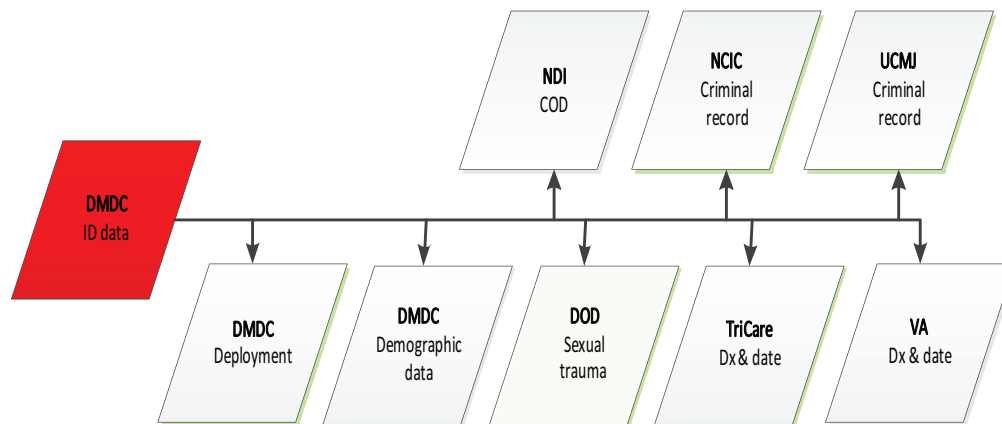 NDI
COD
NCIC
Criminal
record
UCMJ
Criminal
record
DMDC
ID data
DMDC
Deployment
DMDC
Demographic
data
DOD
Sexual
trauma
TriCare
Dx & date
VA
Dx & date